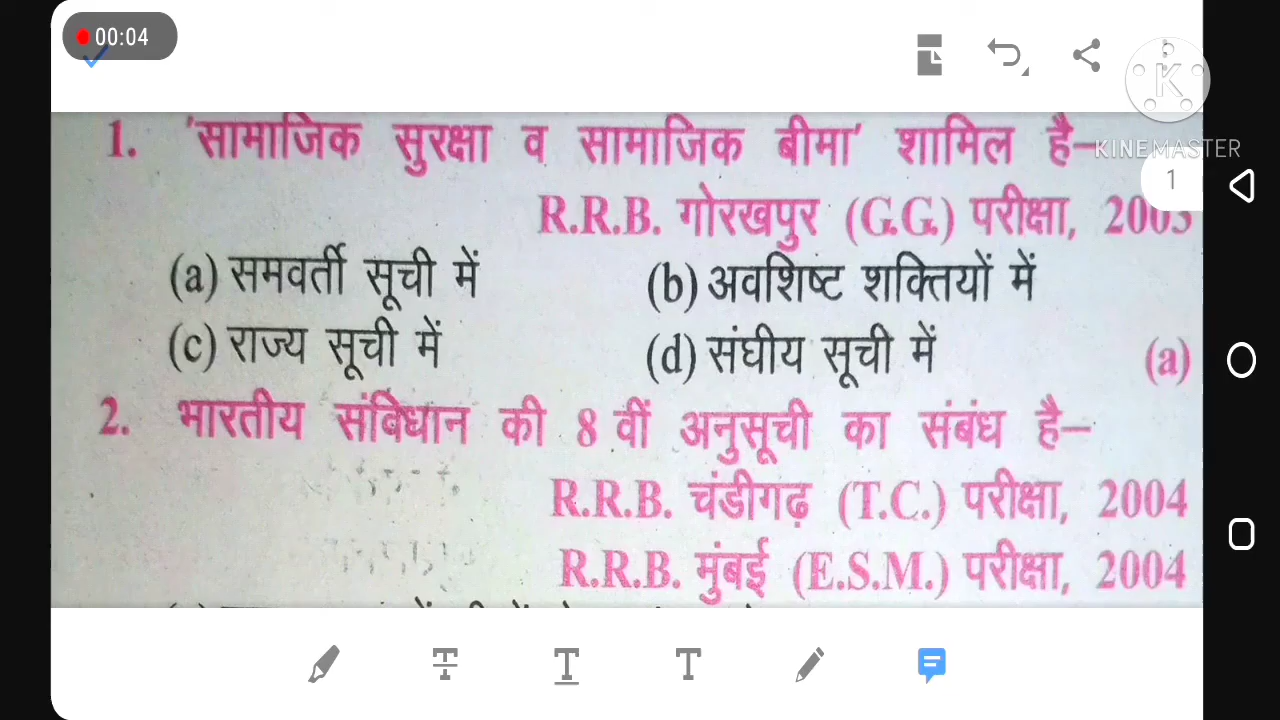 00:04
KINEMASTER
1
1. 'सामाजिक सुरक्षा व सामाजिक बीमा' शामिल है–
R.R.B. गोरखपुर (G.G.) परीक्षा, 2003
(a) समवर्ती सूची में (b) अवशिष्ट शक्तियों में
(c) राज्य सूची में (d) संघीय सूची में (a)
2. भारतीय संविधान की 8 वीं अनुसूची का संबंध है–
R.R.B. चंडीगढ़ (T.C.) परीक्षा, 2004
R.R.B. मुंबई (E.S.M.) परीक्षा, 2004